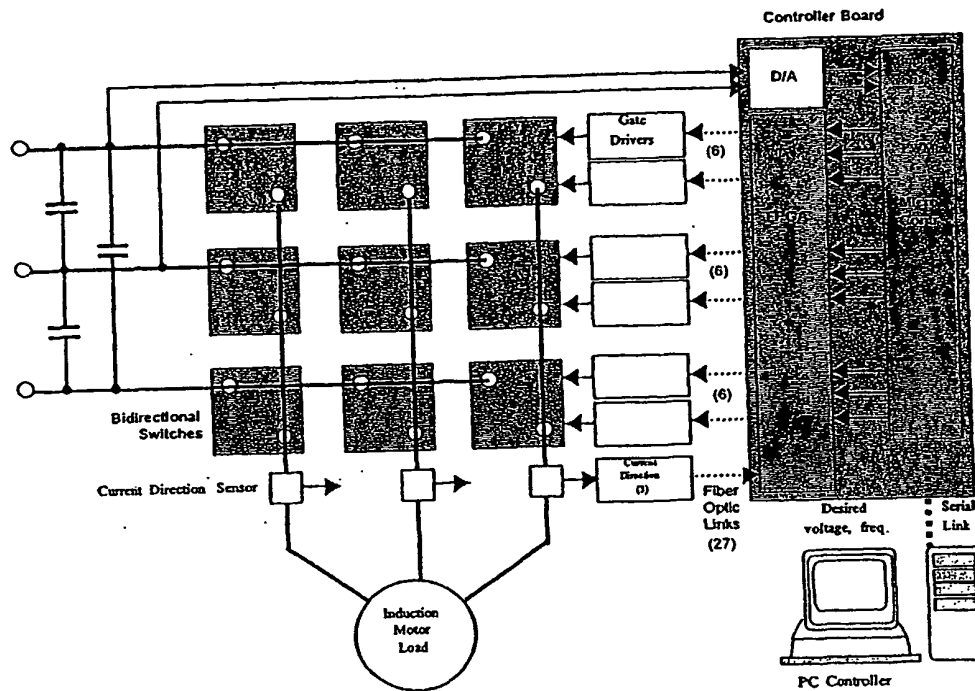 Controller Board
D/A
Gate
Drivers
(6)
(6)
(6)
Bidirectional
Switches
Current Direction Sensor
Current
Direction
(3)
Fiber
Optic
Links
(27)
Desired
voltage, freq.
Serial
Link
Induction
Motor
Load
PC Controller